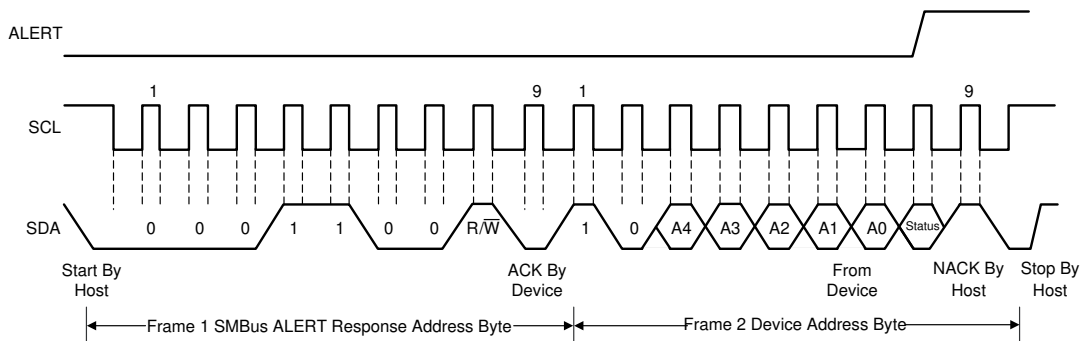 ALERT
1 9 1 9
SCL
SDA 0 0 0 1 1 0 0 R/W̅ 1 0 A4 A3 A2 A1 A0 Status
Start By
Host
ACK By
Device
From
Device
NACK By
Host
Stop By
Host
Frame 1 SMBus ALERT Response Address Byte
Frame 2 Device Address Byte